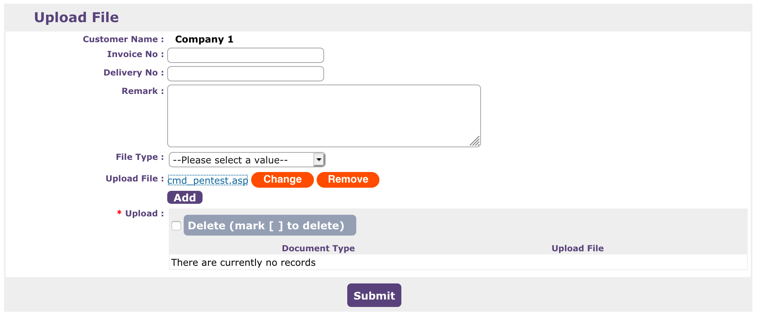 Upload File
Customer Name : Company 1
Invoice No :
Delivery No :
Remark :
File Type : --Please select a value--
Upload File : cmd_pentest.asp Change Remove
Add
* Upload : Delete (mark [ ] to delete)
Document Type Upload File
There are currently no records
Submit